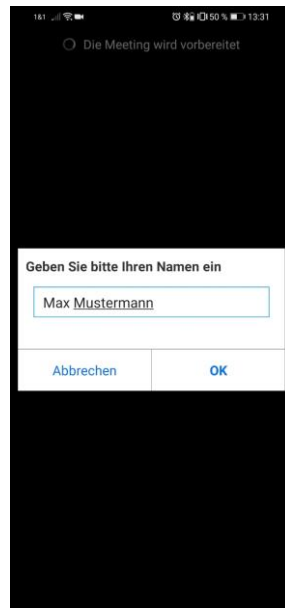 1&1 50 % 13:31
Die Meeting wird vorbereitet
Geben Sie bitte Ihren Namen ein
Max Mustermann
Abbrechen OK